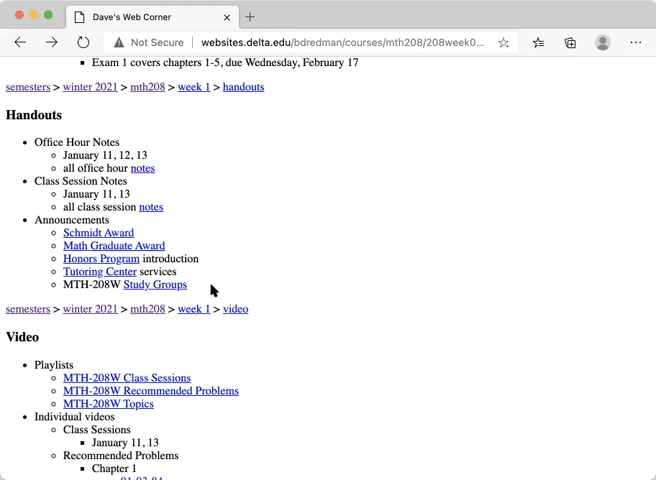 Dave's Web Corner
Not Secure | websites.delta.edu/bdredman/courses/mth208/208week0...
Exam 1 covers chapters 1-5, due Wednesday, February 17
semesters > winter 2021 > mth208 > week 1 > handouts
Handouts
Office Hour Notes
January 11, 12, 13
all office hour notes
Class Session Notes
January 11, 13
all class session notes
Announcements
Schmidt Award
Math Graduate Award
Honors Program introduction
Tutoring Center services
MTH-208W Study Groups
semesters > winter 2021 > mth208 > week 1 > video
Video
Playlists
MTH-208W Class Sessions
MTH-208W Recommended Problems
MTH-208W Topics
Individual videos
Class Sessions
January 11, 13
Recommended Problems
Chapter 1